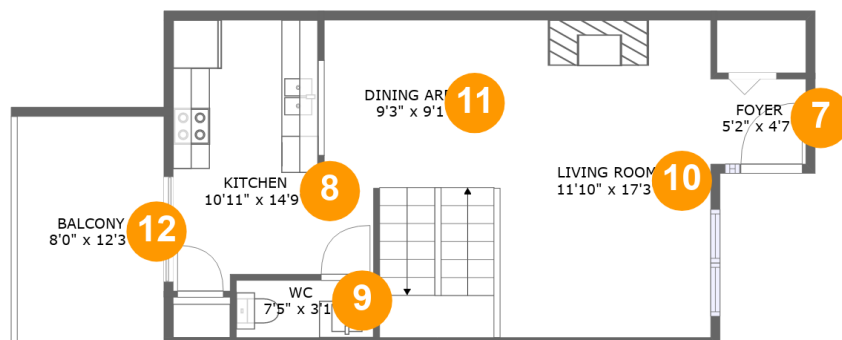 DINING
9'3" x 9'1
11
FOYER
5'2" x 4'7
7
LIVING ROOM
11'10" x 17'3
10
KITCHEN
10'11" x 14'9
8
BALCONY
8'0" x 12'3
12
WC
7'5" x 3'1
9